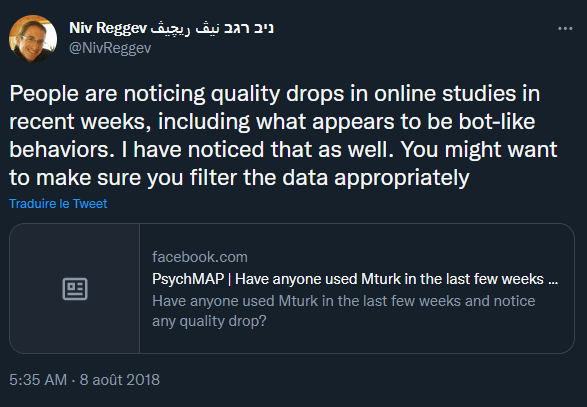 Niv Reggev ניב רגב نيڤ ريچيڤ
@NivReggev
People are noticing quality drops in online studies in
recent weeks, including what appears to be bot-like
behaviors. I have noticed that as well. You might want
to make sure you filter the data appropriately
Traduire le Tweet
facebook.com
PsychMAP | Have anyone used Mturk in the last few weeks ...
Have anyone used Mturk in the last few weeks and notice
any quality drop?
5:35 AM · 8 août 2018